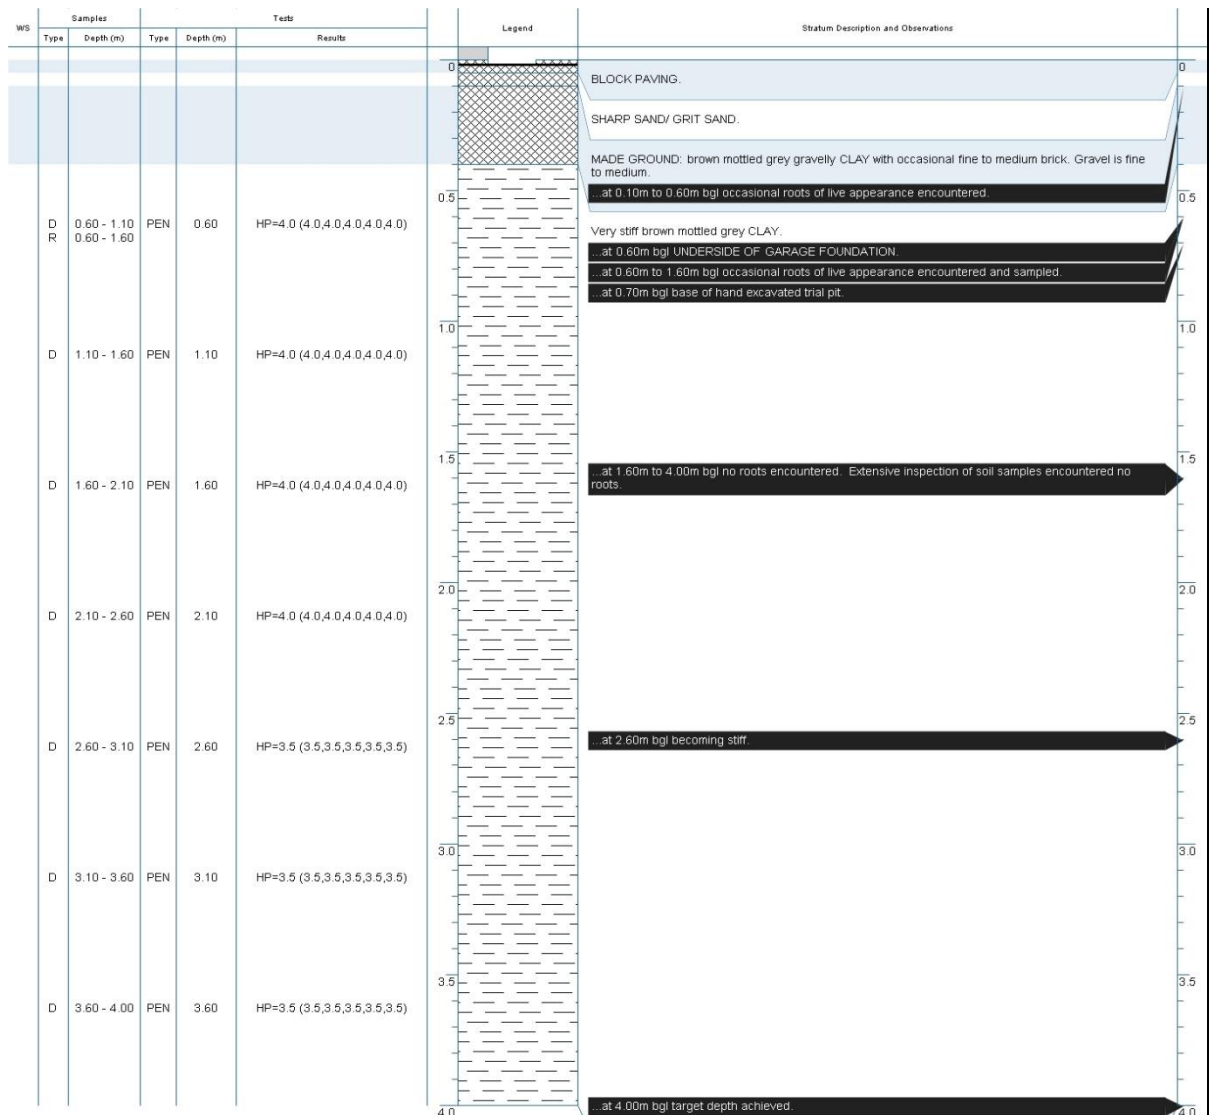 Samples
Tests
WS
Type
Depth (m)
Type
Depth (m)
Results
Legend
Stratum Description and Observations
0
0
BLOCK PAVING.
SHARP SAND/ GRIT SAND.
MADE GROUND: brown mottled grey gravelly CLAY with occasional fine to medium brick. Gravel is fine
to medium.
...at 0.10m to 0.60m bgl occasional roots of live appearance encountered.
0.5
0.5
D 0.60 - 1.10 PEN 0.60 HP=4.0 (4.0,4.0,4.0,4.0,4.0)
R 0.60 - 1.60
Very stiff brown mottled grey CLAY.
...at 0.60m bgl UNDERSIDE OF GARAGE FOUNDATION.
...at 0.60m to 1.60m bgl occasional roots of live appearance encountered and sampled.
...at 0.70m bgl base of hand excavated trial pit.
1.0
1.0
D 1.10 - 1.60 PEN 1.10 HP=4.0 (4.0,4.0,4.0,4.0,4.0)
1.5
1.5
...at 1.60m to 4.00m bgl no roots encountered. Extensive inspection of soil samples encountered no
roots.
D 1.60 - 2.10 PEN 1.60 HP=4.0 (4.0,4.0,4.0,4.0,4.0)
2.0
2.0
D 2.10 - 2.60 PEN 2.10 HP=4.0 (4.0,4.0,4.0,4.0,4.0)
2.5
2.5
...at 2.60m bgl becoming stiff.
D 2.60 - 3.10 PEN 2.60 HP=3.5 (3.5,3.5,3.5,3.5,3.5)
3.0
3.0
D 3.10 - 3.60 PEN 3.10 HP=3.5 (3.5,3.5,3.5,3.5,3.5)
3.5
3.5
D 3.60 - 4.00 PEN 3.60 HP=3.5 (3.5,3.5,3.5,3.5,3.5)
...at 4.00m bgl target depth achieved.
4.0
4.0